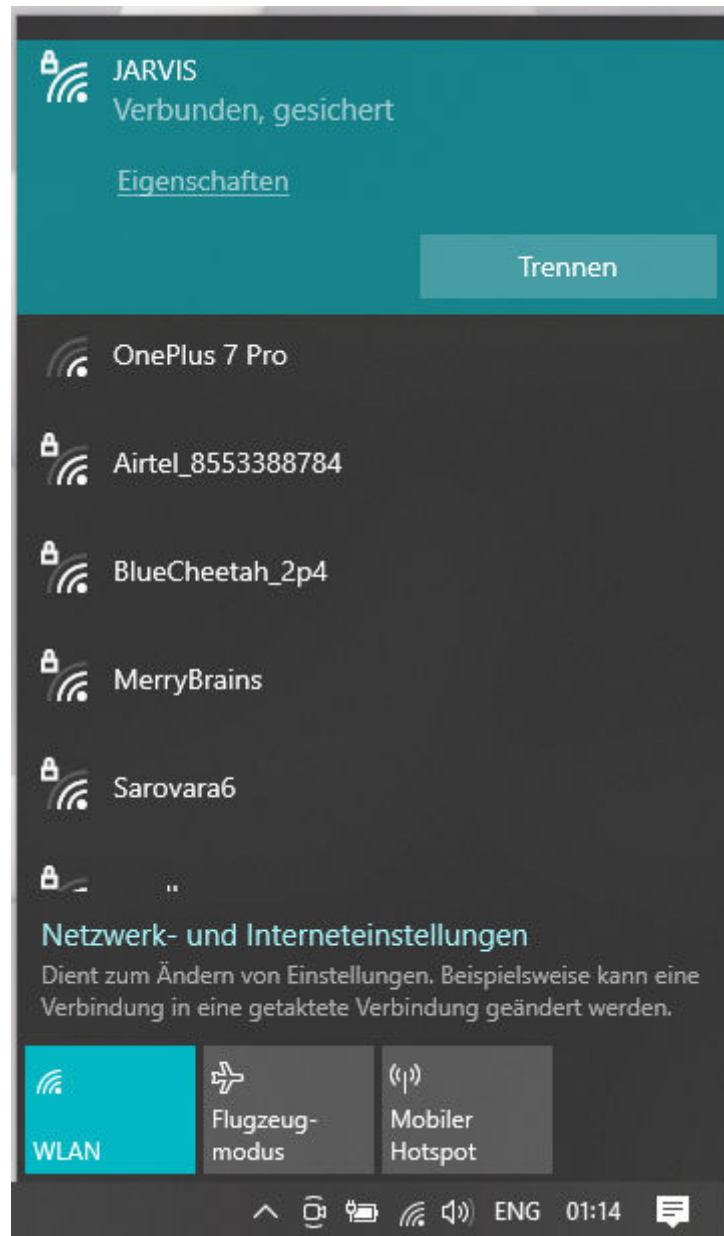 JARVIS
Verbunden, gesichert
Eigenschaften
Trennen
OnePlus 7 Pro
Airtel_8553388784
BlueCheetah_2p4
MerryBrains
Sarovara6
Netzwerk- und Interneteinstellungen
Dient zum Ändern von Einstellungen. Beispielsweise kann eine
Verbindung in eine getaktete Verbindung geändert werden.
WLAN
Flugzeug-
modus
Mobiler
Hotspot
ENG 01:14